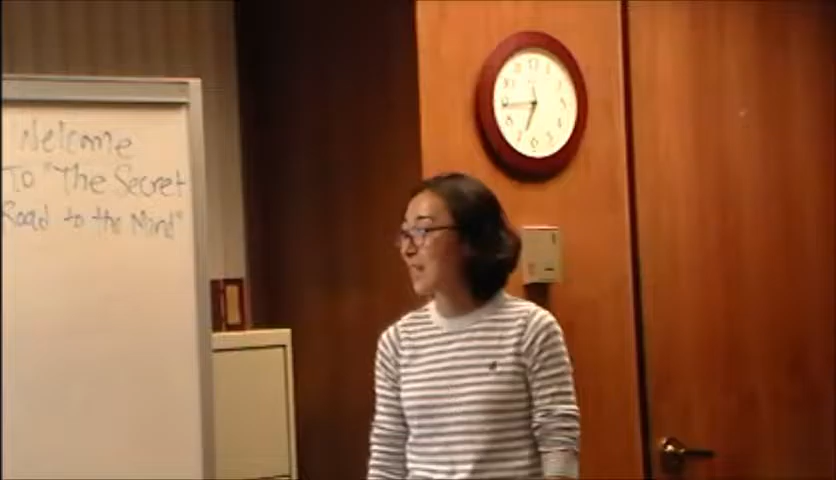 Welcome
To "The Secret
Road to the Mind"